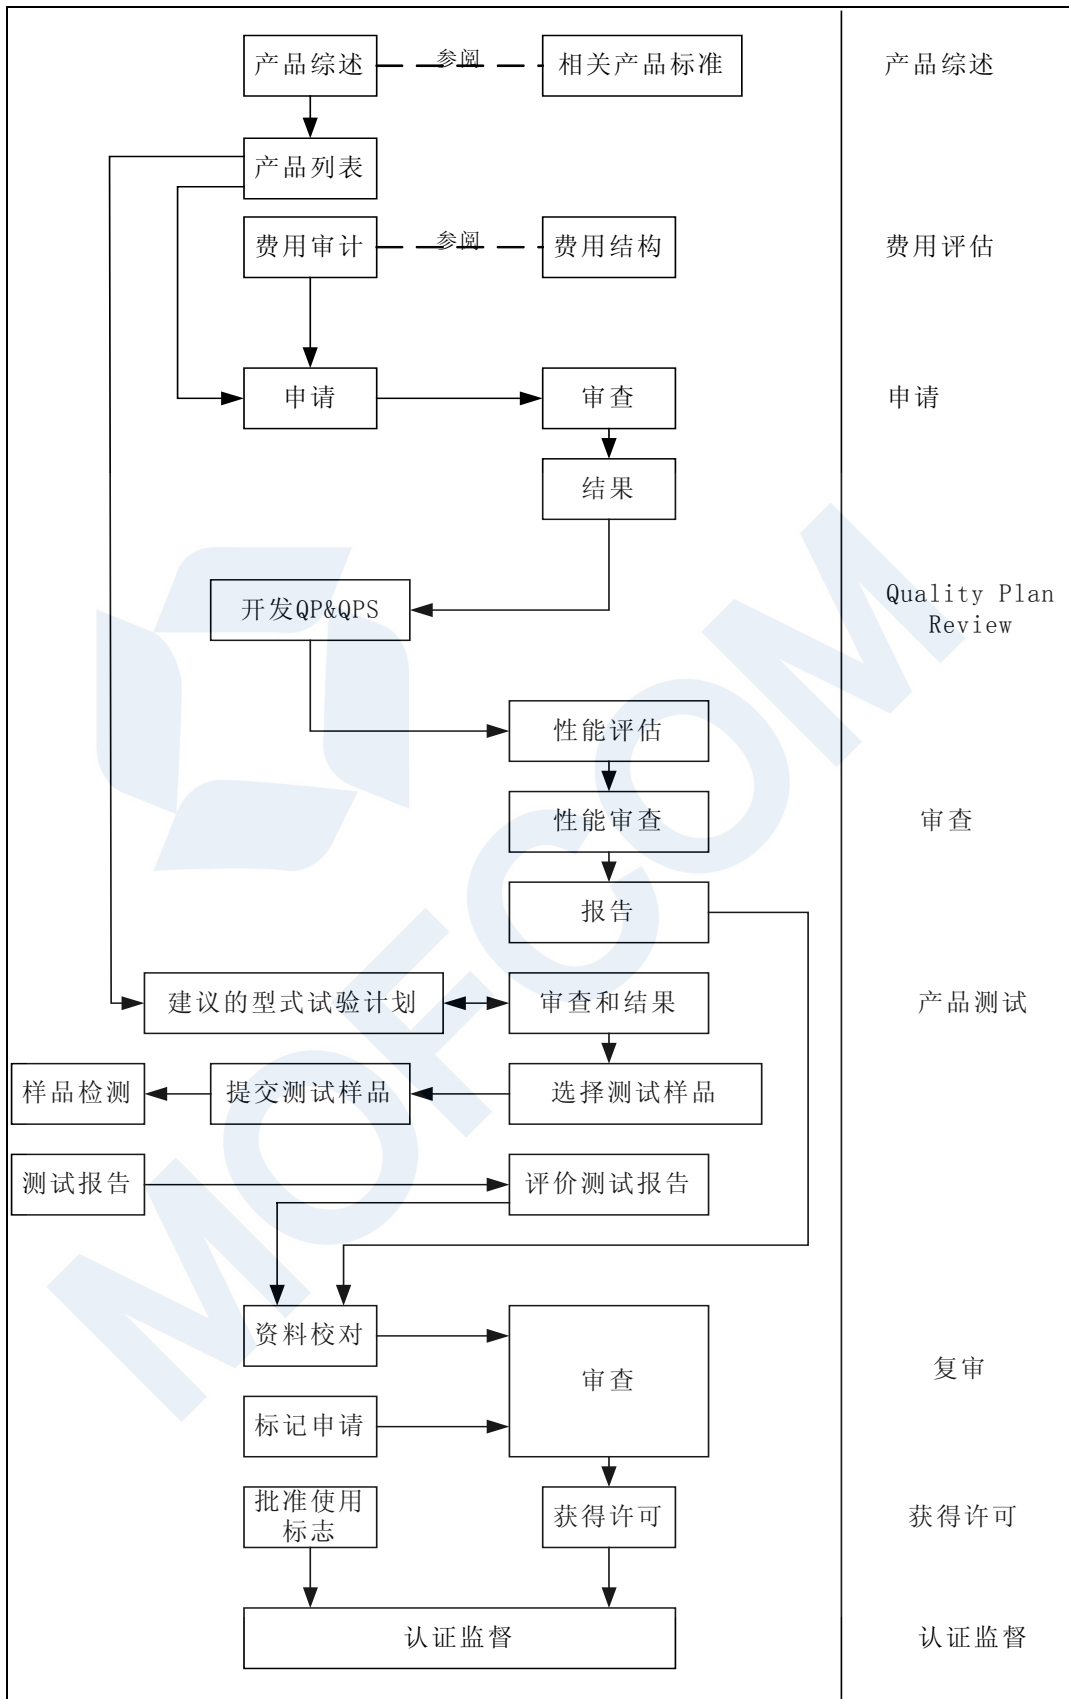 产品综述
参阅
相关产品标准
产品综述
产品列表
费用审计
参阅
费用结构
费用评估
申请
审查
申请
结果
开发QP&QPS
Quality Plan
Review
性能评估
性能审查
审查
报告
建议的型式试验计划
审查和结果
产品测试
样品检测
提交测试样品
选择测试样品
测试报告
评价测试报告
资料校对
审查
复审
标记申请
批准使用
标志
获得许可
获得许可
认证监督
认证监督
MOFCOM